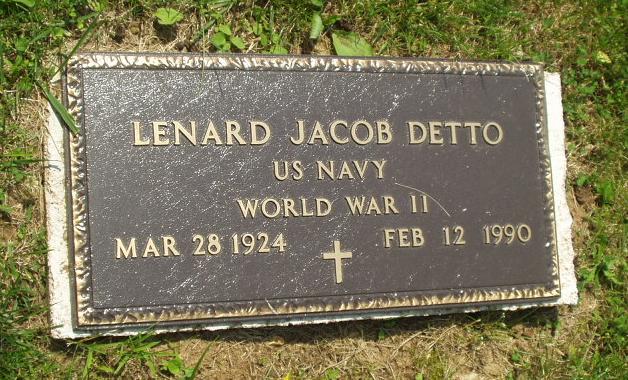 LENARD JACOB DETTO
US NAVY
WORLD WAR II
MAR 28 1924 FEB 12 1990